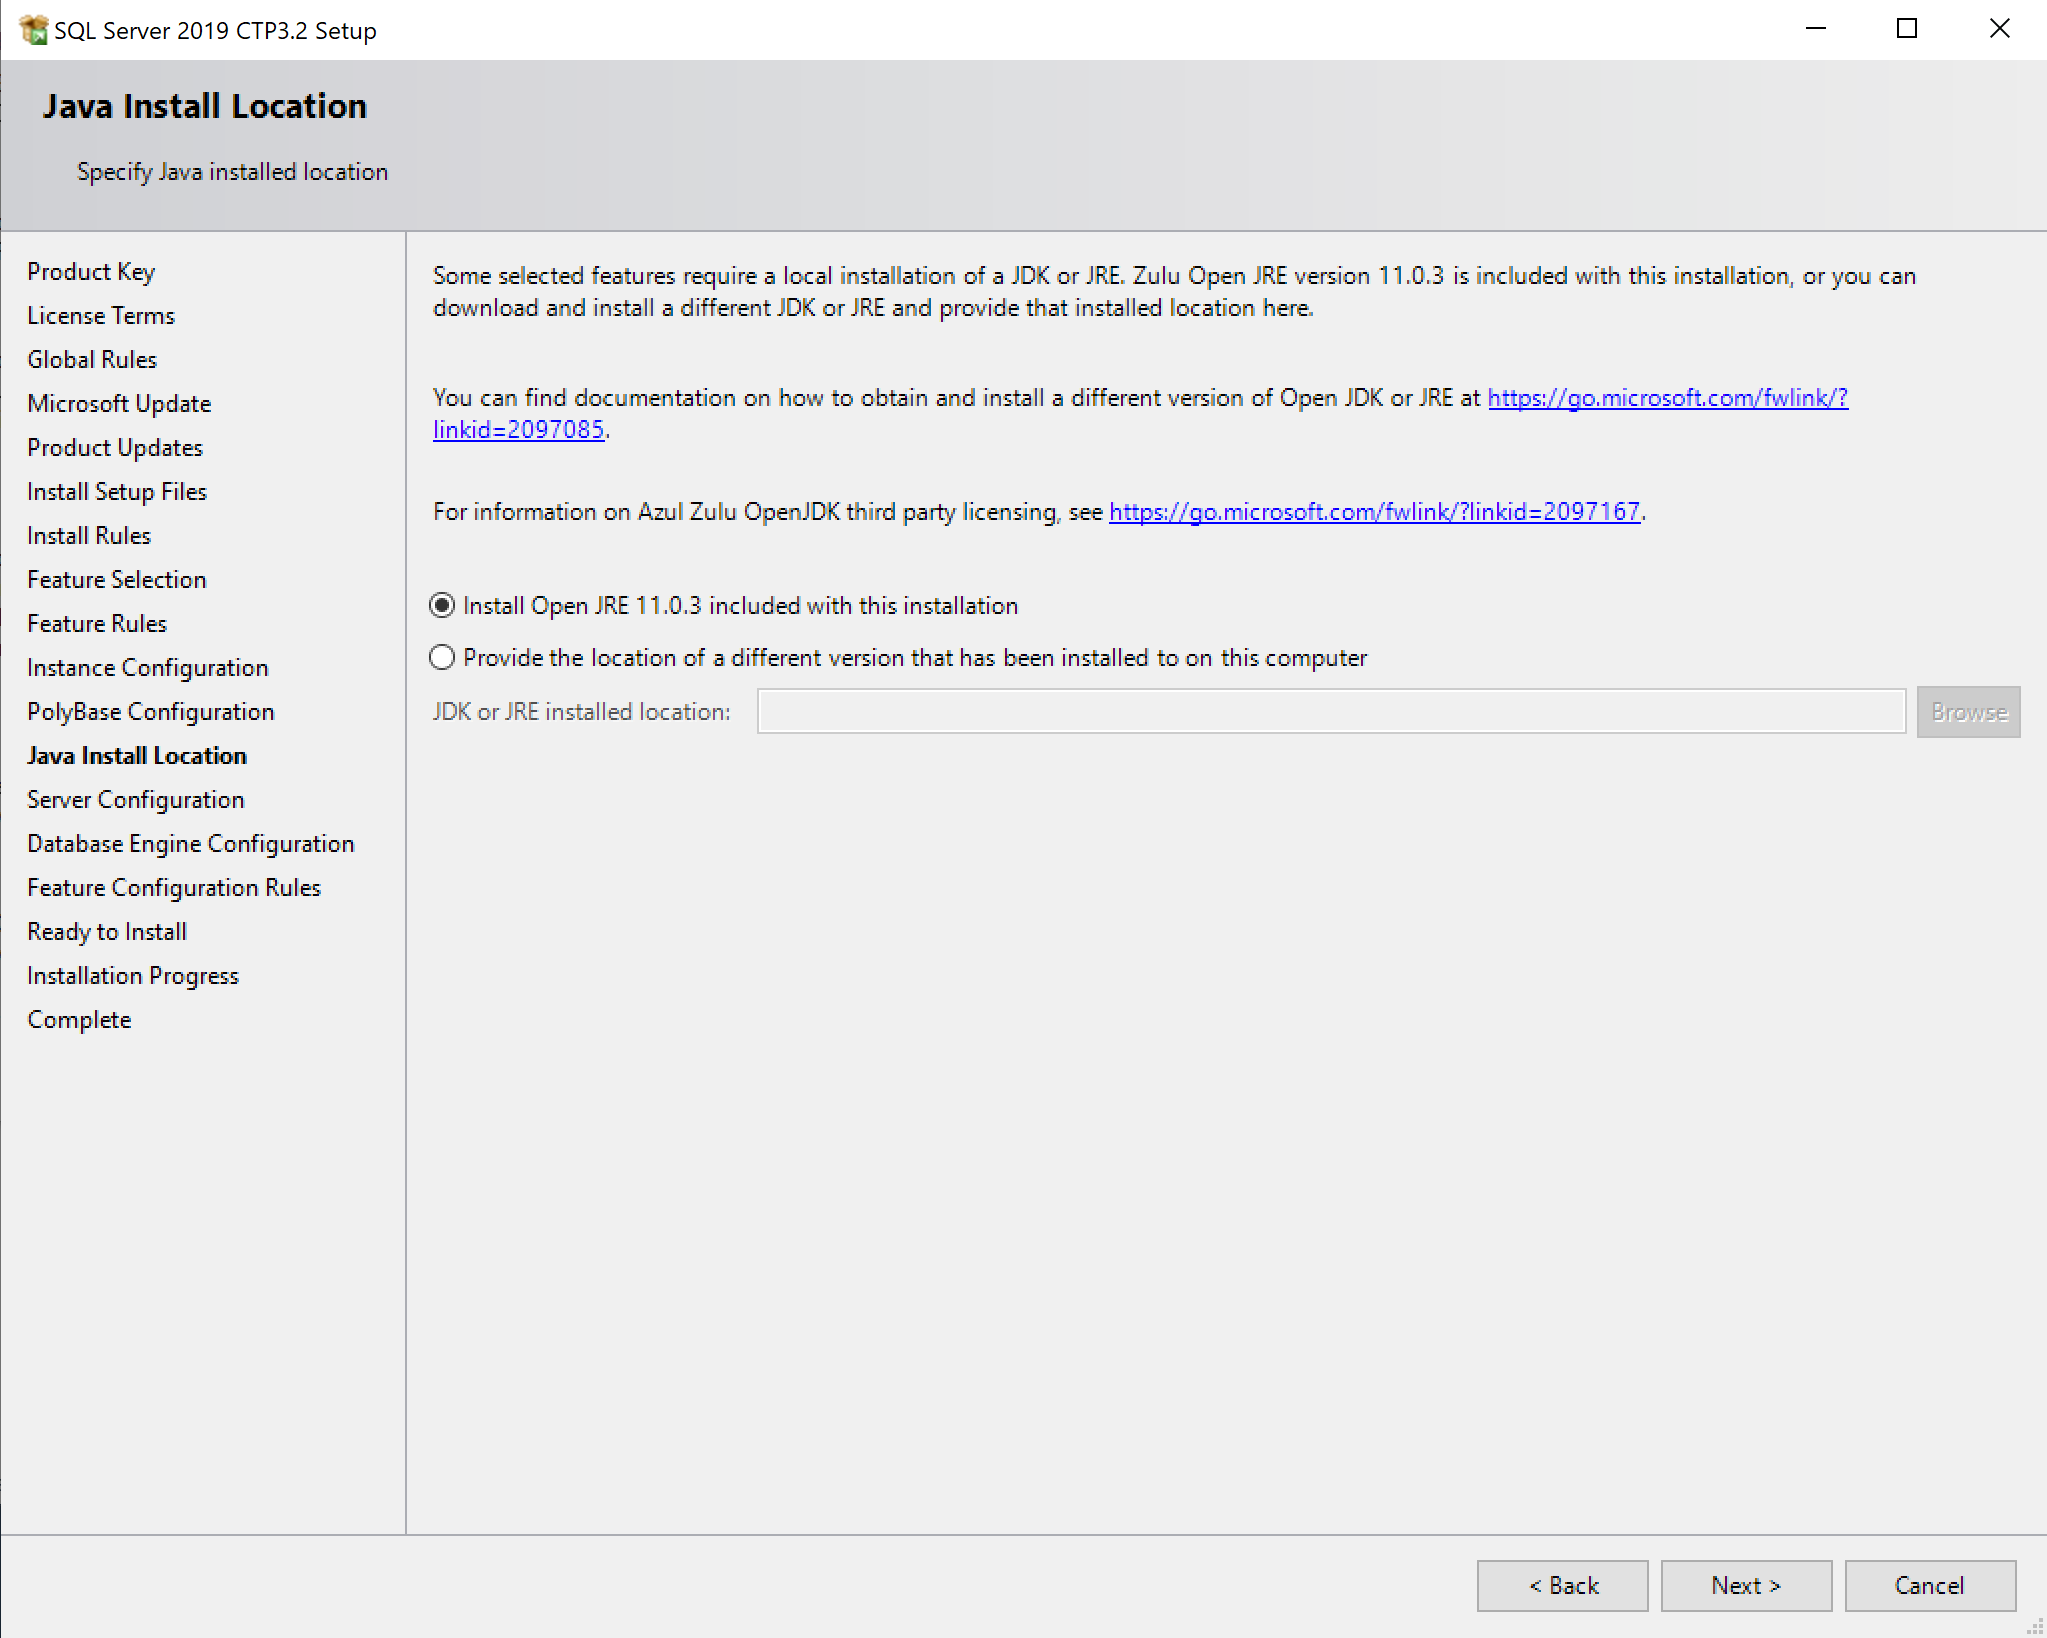 SQL Server 2019 CTP3.2 Setup
Java Install Location
Specify Java installed location
Product Key
License Terms
Global Rules
Microsoft Update
Product Updates
Install Setup Files
Install Rules
Feature Selection
Feature Rules
Instance Configuration
PolyBase Configuration
Java Install Location
Server Configuration
Database Engine Configuration
Feature Configuration Rules
Ready to Install
Installation Progress
Complete
Some selected features require a local installation of a JDK or JRE. Zulu Open JRE version 11.0.3 is included with this installation, or you can
download and install a different JDK or JRE and provide that installed location here.
You can find documentation on how to obtain and install a different version of Open JDK or JRE at https://go.microsoft.com/fwlink/?
linkid=2097085.
For information on Azul Zulu OpenJDK third party licensing, see https://go.microsoft.com/fwlink/?linkid=2097167.
Install Open JRE 11.0.3 included with this installation
Provide the location of a different version that has been installed to on this computer
JDK or JRE installed location:
Browse
< Back
Next >
Cancel